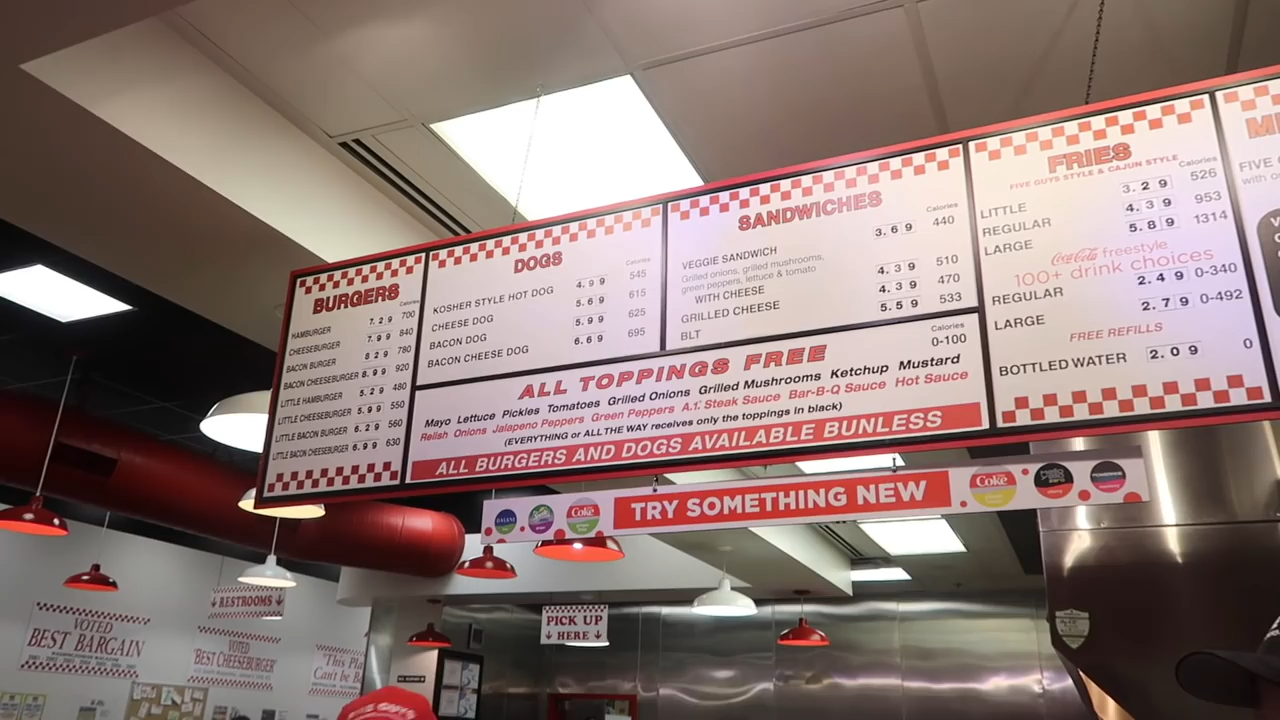 BURGERS
Calories
HAMBURGER 7.29 700
CHEESEBURGER 7.99 840
BACON BURGER 8 29 780
BACON CHEESEBURGER 8.99 920
LITTLE HAMBURGER 5.29 480
LITTLE CHEESEBURGER 5.99 550
LITTLE BACON BURGER 6.29 560
LITTLE BACON CHEESEBURGER 6.99 630
DOGS
Calories
KOSHER STYLE HOT DOG 4.99 545
CHEESE DOG 5.69 615
BACON DOG 5.99 625
BACON CHEESE DOG 6.69 695
SANDWICHES
Calories
VEGGIE SANDWICH 3.69 440
Grilled onions, grilled mushrooms,
green peppers, lettuce & tomato
WITH CHEESE 4.39 510
GRILLED CHEESE 4.39 470
BLT 5.59 533
ALL TOPPINGS FREE
Calories
0-100
Mayo Lettuce Pickles Tomatoes Grilled Onions Grilled Mushrooms Ketchup Mustard
Relish Onions Jalapeno Peppers Green Peppers A.1. Steak Sauce Bar-B-Q Sauce Hot Sauce
(EVERYTHING or ALL THE WAY receives only the toppings in black)
ALL BURGERS AND DOGS AVAILABLE BUNLESS
FRIES
FIVE GUYS STYLE & CAJUN STYLE
Calories
LITTLE 3.29 526
REGULAR 4.39 953
LARGE 5.89 1314
Coca-Cola freestyle
100+ drink choices
REGULAR 2.49 0-340
LARGE 2.79 0-492
FREE REFILLS
BOTTLED WATER 2.09 0
FIVE
with
TRY SOMETHING NEW
DASANI
Coke
Coke
POWERADE
RESTROOMS
VOTED
BEST BARGAIN
VOTED
"BEST CHEESEBURGER"
"This Pla
Can't be B
PICK UP
HERE